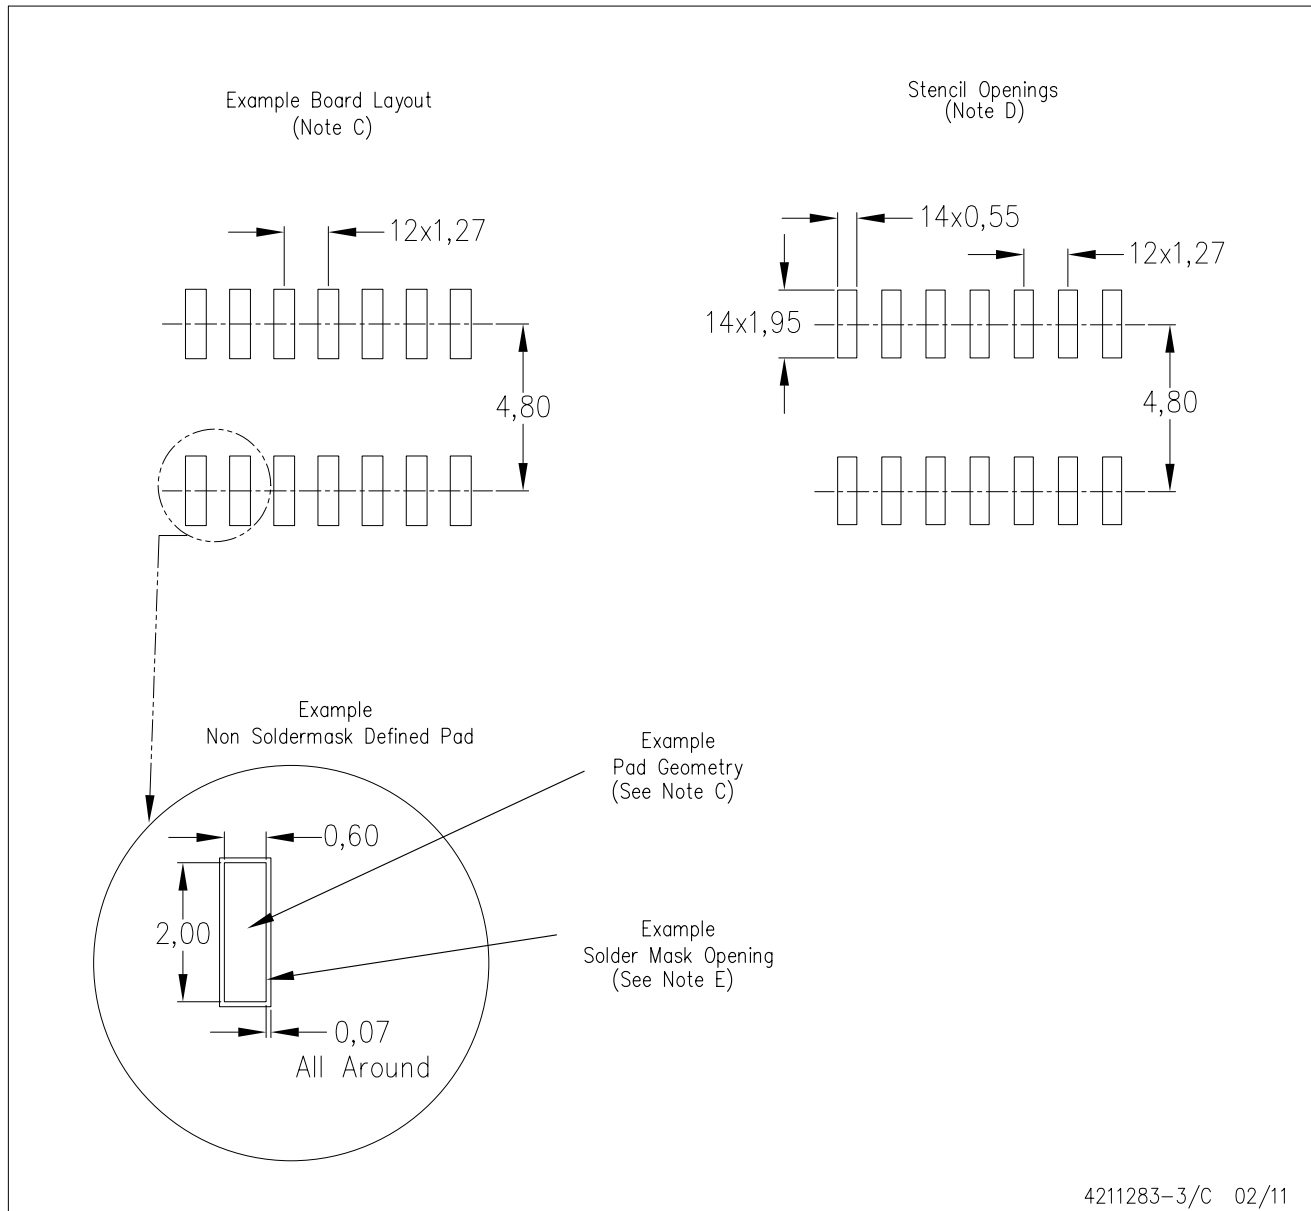 Example Board Layout
(Note C)
Stencil Openings
(Note D)
12x1,27
14x0,55
12x1,27
14x1,95
4,80
4,80
Example
Non Soldermask Defined Pad
Example
Pad Geometry
(See Note C)
0,60
2,00
Example
Solder Mask Opening
(See Note E)
0,07
All Around
4211283-3/C 02/11